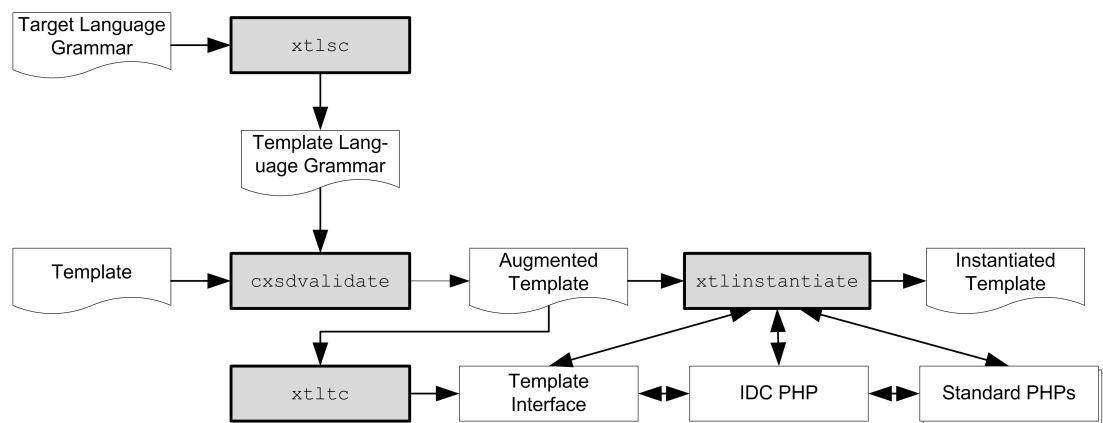 Target Language
Grammar
xtlsc
Template Lang-
uage Grammar
Template
cxsdvalidate
Augmented
Template
xtlinstantiate
Instantiated
Template
xtltc
Template
Interface
IDC PHP
Standard PHPs